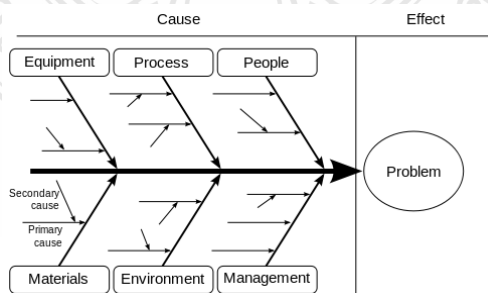 Cause
Effect
Equipment
Process
People
Problem
Secondary
cause
Primary
cause
Materials
Environment
Management